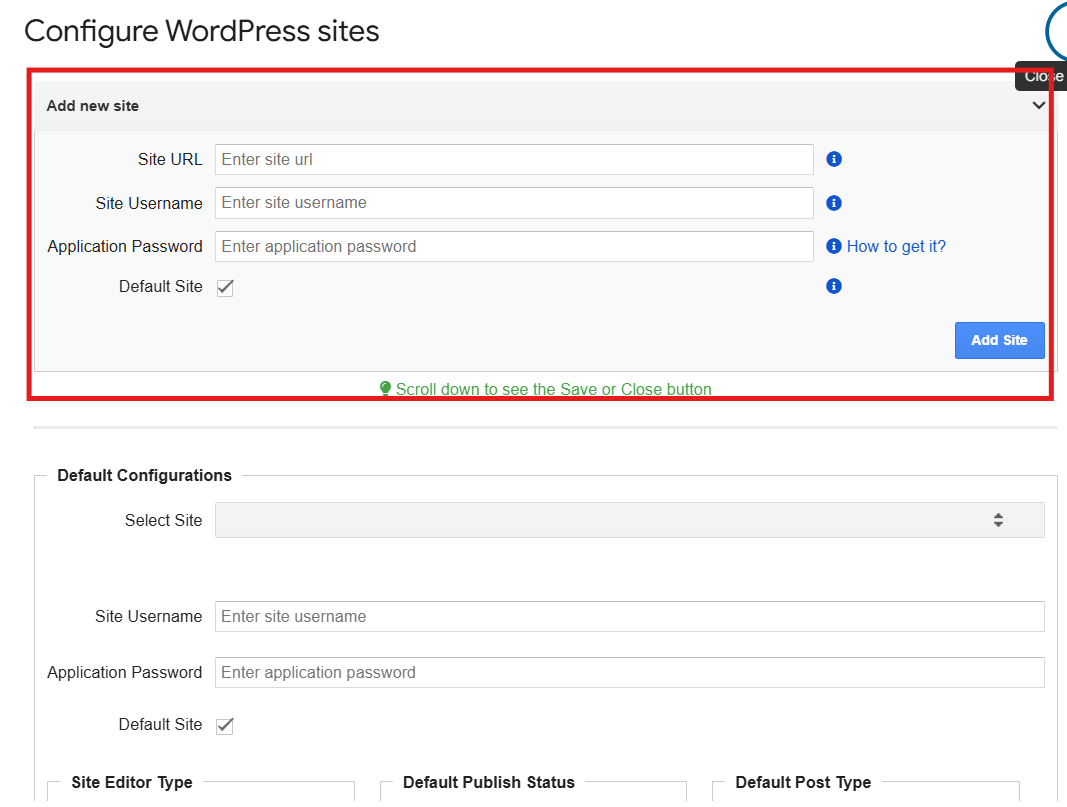 Configure WordPress sites
Close
Add new site
Site URL Enter site url
Site Username Enter site username
Application Password Enter application password How to get it?
Default Site
Add Site
Scroll down to see the Save or Close button
Default Configurations
Select Site
Site Username Enter site username
Application Password Enter application password
Default Site
Site Editor Type Default Publish Status Default Post Type